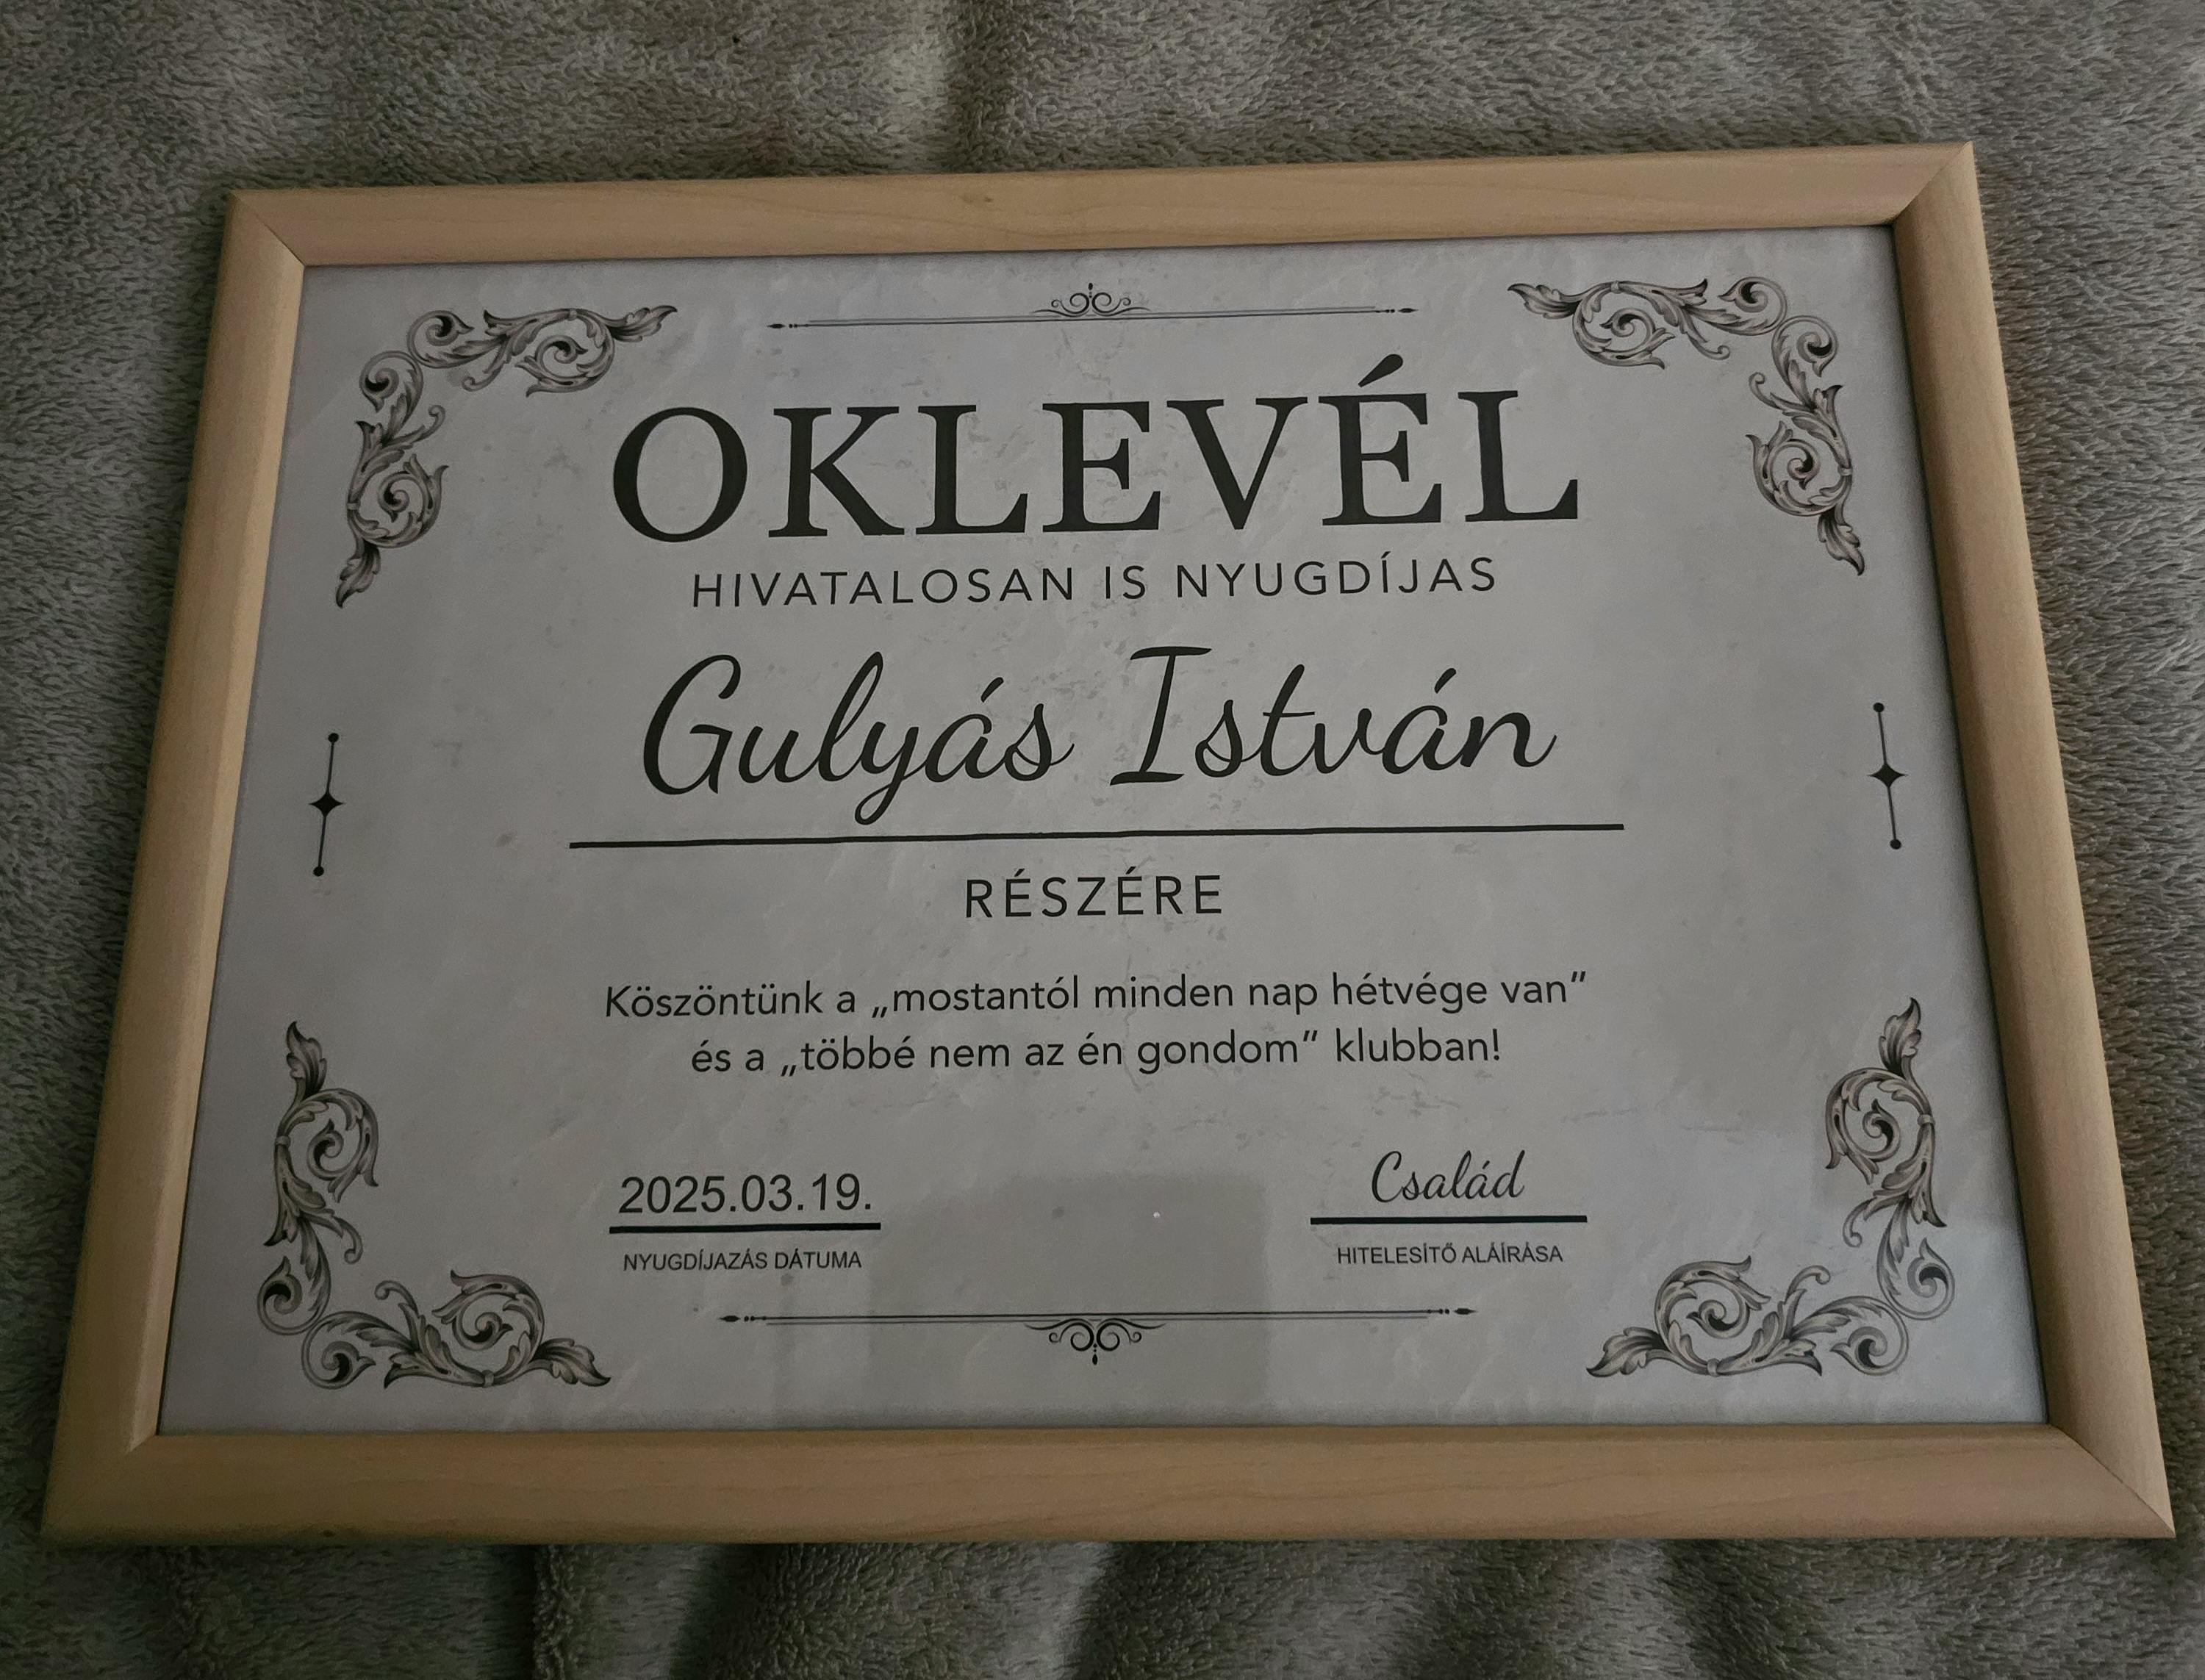 OKLEVÉL
HIVATALOSAN IS NYUGDÍJAS
Gulyás István
RÉSZÉRE
Köszöntünk a „mostantól minden nap hétvége van”
és a „többé nem az én gondom” klubban!
2025.03.19.
NYUGDÍJAZÁS DÁTUMA
Család
HITELESÍTŐ ALÁÍRÁSA